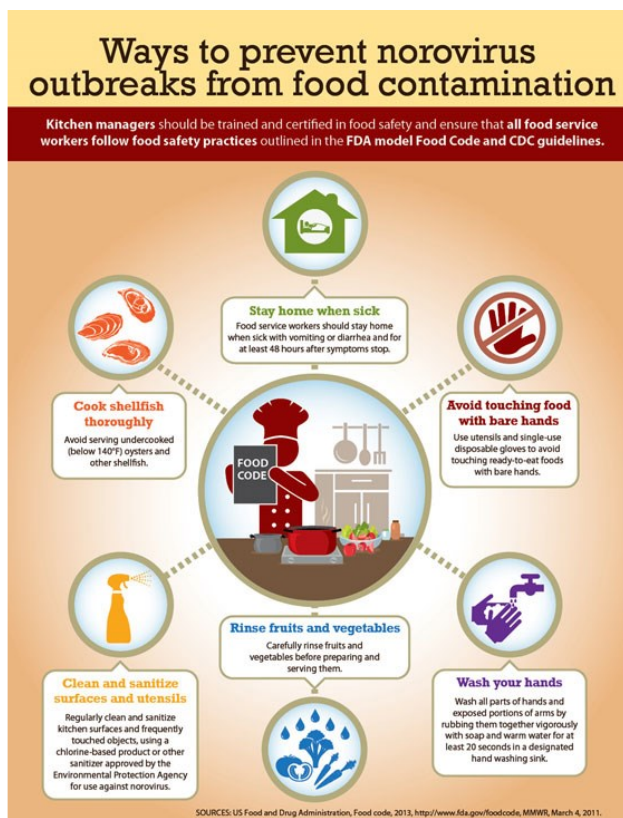 Ways to prevent norovirus
outbreaks from food contamination
Kitchen managers should be trained and certified in food safety and ensure that all food service
workers follow food safety practices outlined in the FDA model Food Code and CDC guidelines.
Stay home when sick
Food service workers should stay home
when sick with vomiting or diarrhea and for
at least 48 hours after symptoms stop.
Cook shellfish
thoroughly
Avoid serving undercooked
(below 140°F) oysters and
other shellfish.
Avoid touching food
with bare hands
Use utensils and single-use
disposable gloves to avoid
touching ready-to-eat foods
with bare hands.
FOOD
CODE
Rinse fruits and vegetables
Carefully rinse fruits and
vegetables before preparing and
serving them.
Clean and sanitize
surfaces and utensils
Regularly clean and sanitize
kitchen surfaces and frequently
touched objects, using a
chlorine-based product or other
sanitizer approved by the
Environmental Protection Agency
for use against norovirus.
Wash your hands
Wash all parts of hands and
exposed portions of arms by
rubbing them together vigorously
with soap and warm water for at
least 20 seconds in a designated
hand washing sink.
SOURCES: US Food and Drug Administration, Food code, 2013, http://www.fda.gov/foodcode, MMWR, March 4, 2011.